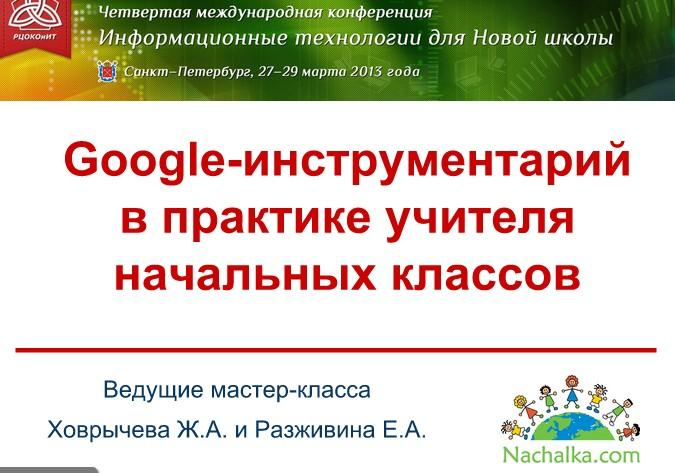 Четвертая международная конференция
Информационные технологии для Новой школы
РЦОКОиИТ
Санкт-Петербург, 27-29 марта 2013 года
Google-инструментарий
в практике учителя
начальных классов
Ведущие мастер-класса
Ховрычева Ж.А. и Разживина Е.А.
Nachalka.com